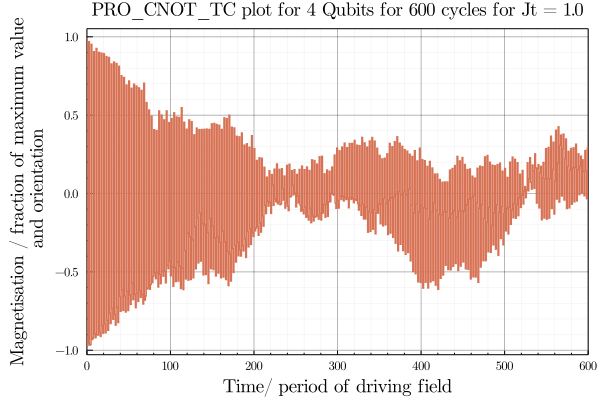 PRO_CNOT_TC plot for 4 Qubits for 600 cycles for Jt = 1.0
Magnetisation / fraction of maximum value
and orientation
1.0
0.5
0.0
−0.5
−1.0
0 100 200 300 400 500 600
Time/ period of driving field